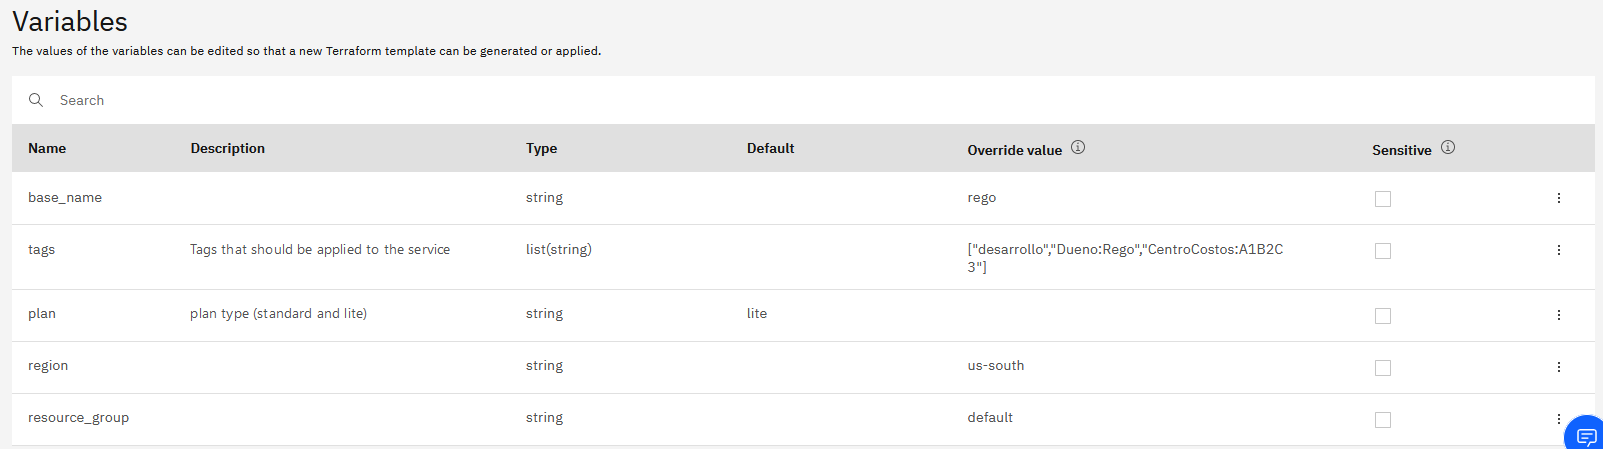 Variables
The values of the variables can be edited so that a new Terraform template can be generated or applied.
Search
Name Description Type Default Override value Sensitive
base_name string rego
tags Tags that should be applied to the service list(string) ["desarrollo","Dueno:Rego","CentroCostos:A1B2C
3"]
plan plan type (standard and lite) string lite
region string us-south
resource_group string default